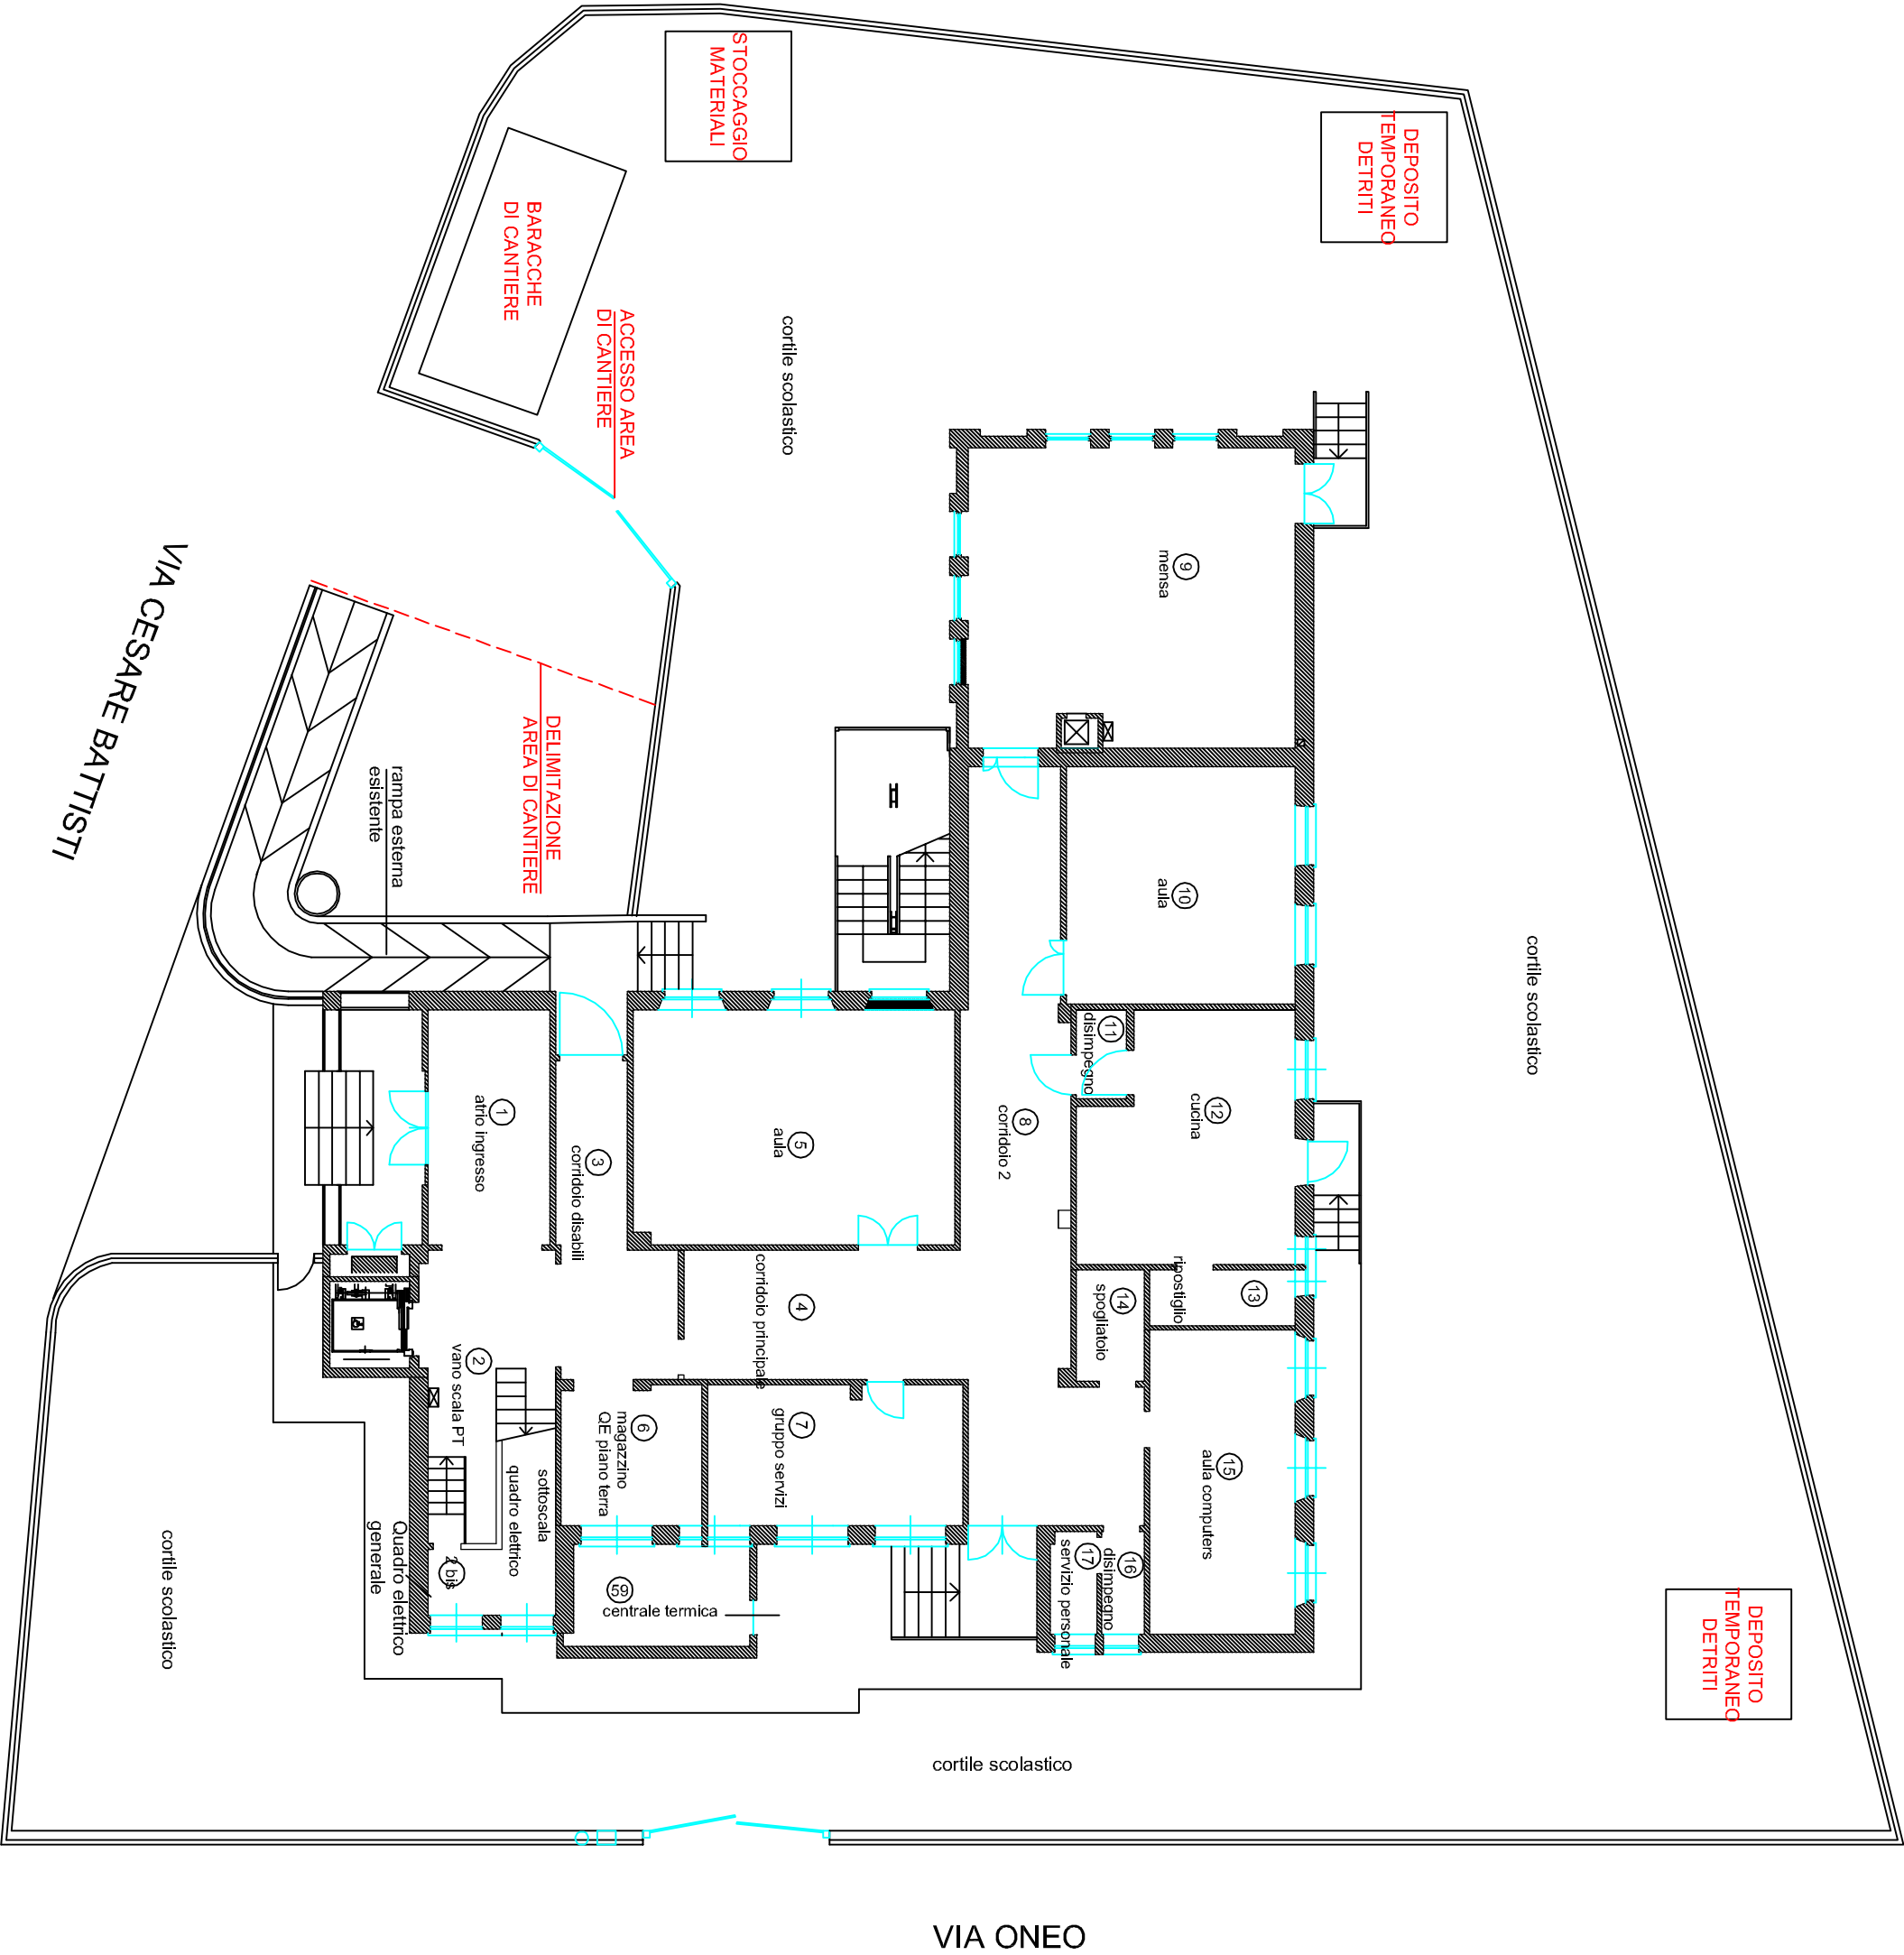 STOCCAGGIO
MATERIALI
DEPOSITO
TEMPORANEO
DETRITI
BARACCHE
DI CANTIERE
ACCESSO AREA
DI CANTIERE
cortile scolastico
9
mensa
VIA CESARE BATTISTI
DELIMITAZIONE
AREA DI CANTIERE
rampa esterna
esistente
10
aula
cortile scolastico
11
disimpegno
12
cucina
1
atrio ingresso
3
corridoio disabili
5
aula
8
corridoio 2
13
ripostiglio
14
spogliatoio
4
corridoio principale
2
vano scala PT
6
magazzino
QE piano terra
7
gruppo servizi
15
aula computers
sottoscala
quadro elettrico
2 bis
Quadro elettrico
generale
59
centrale termica
16
disimpegno
17
servizio personale
cortile scolastico
DEPOSITO
TEMPORANEO
DETRITI
cortile scolastico
VIA ONEO